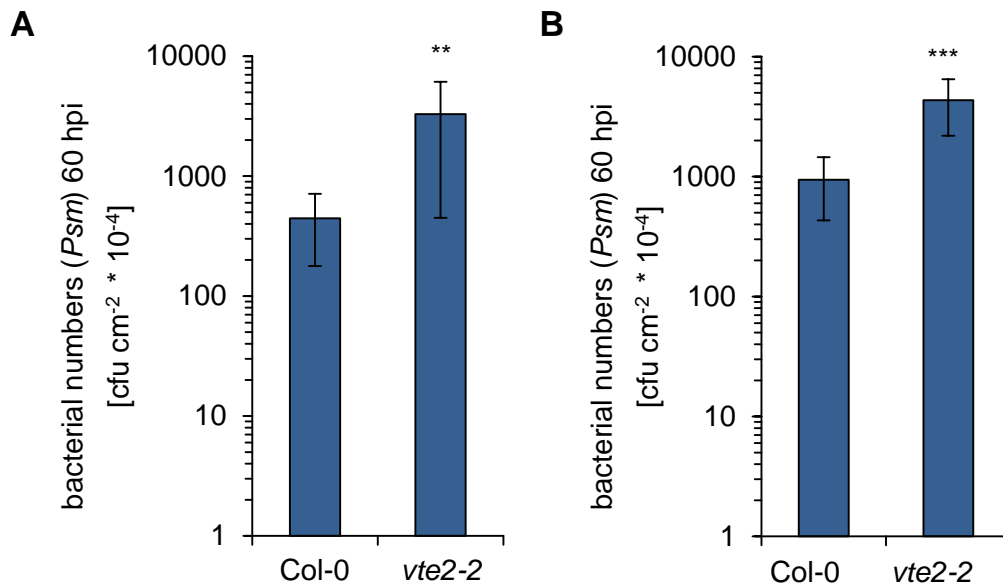 A
bacterial numbers (Psm) 60 hpi
[cfu cm-2 * 10-4]
10000
1000
100
10
1
**
Col-0
vte2-2
B
bacterial numbers (Psm) 60 hpi
[cfu cm-2 * 10-4]
10000
1000
100
10
1
***
Col-0
vte2-2